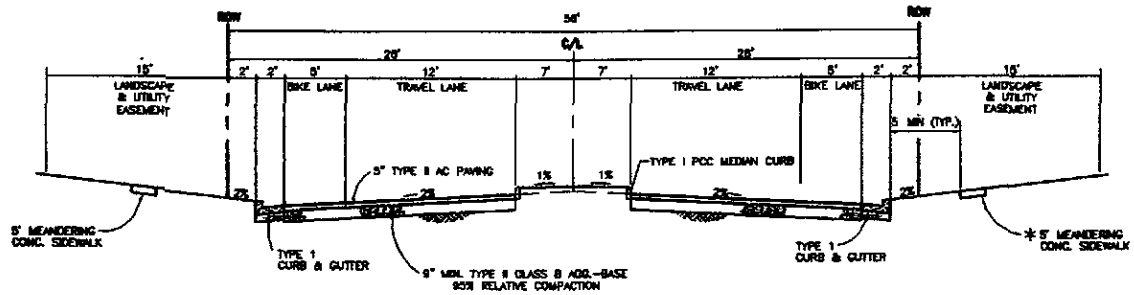 ROW
ROW
56'
C/L
28'
28'
15'
2'
2'
5'
12'
7'
7'
12'
5'
2'
2'
15'
LANDSCAPE
& UTILITY
EASEMENT
BIKE LANE
TRAVEL LANE
TRAVEL LANE
BIKE LANE
LANDSCAPE
& UTILITY
EASEMENT
5 MIN (TYP.)
TYPE I PCC MEDIAN CURB
5" TYPE II AC PAVING
1%
1%
2%
2%
2%
2%
5' MEANDERING
CONC. SIDEWALK
TYPE 1
CURB & GUTTER
9" MIN. TYPE II CLASS B AGG.-BASE
95% RELATIVE COMPACTION
TYPE 1
CURB & GUTTER
* 5' MEANDERING
CONC. SIDEWALK